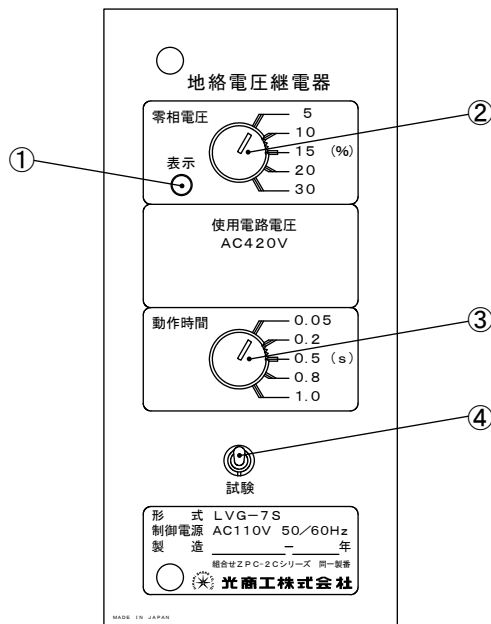 地絡電圧継電器
零相電圧
5
10
15 (%)
20
30
表示
①
②
使用電路電圧
AC420V
動作時間
0.05
0.2
0.5 (s)
0.8
1.0
③
④
試験
形 式 LVG-7S
制御電源 AC110V 50/60Hz
製 造 － 年
組合せZPC-2Cシリーズ 同一製番
光商工株式会社
MADE IN JAPAN